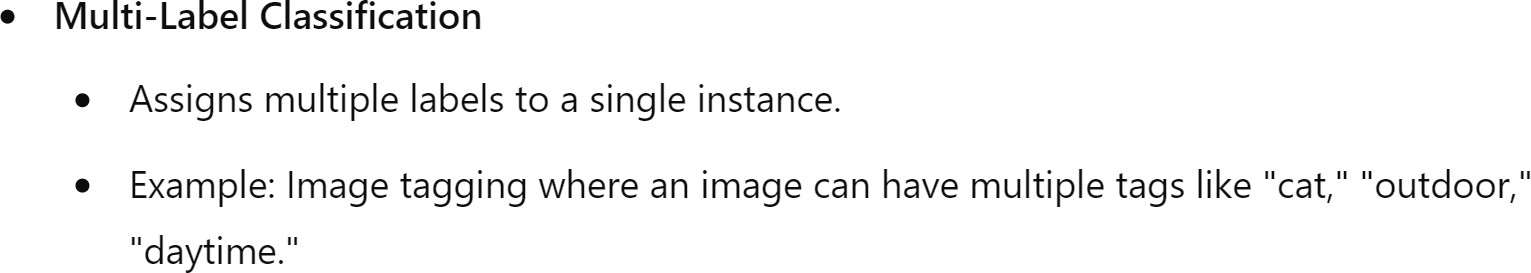 • Multi-Label Classification
• Assigns multiple labels to a single instance.
• Example: Image tagging where an image can have multiple tags like "cat," "outdoor,"
"daytime."